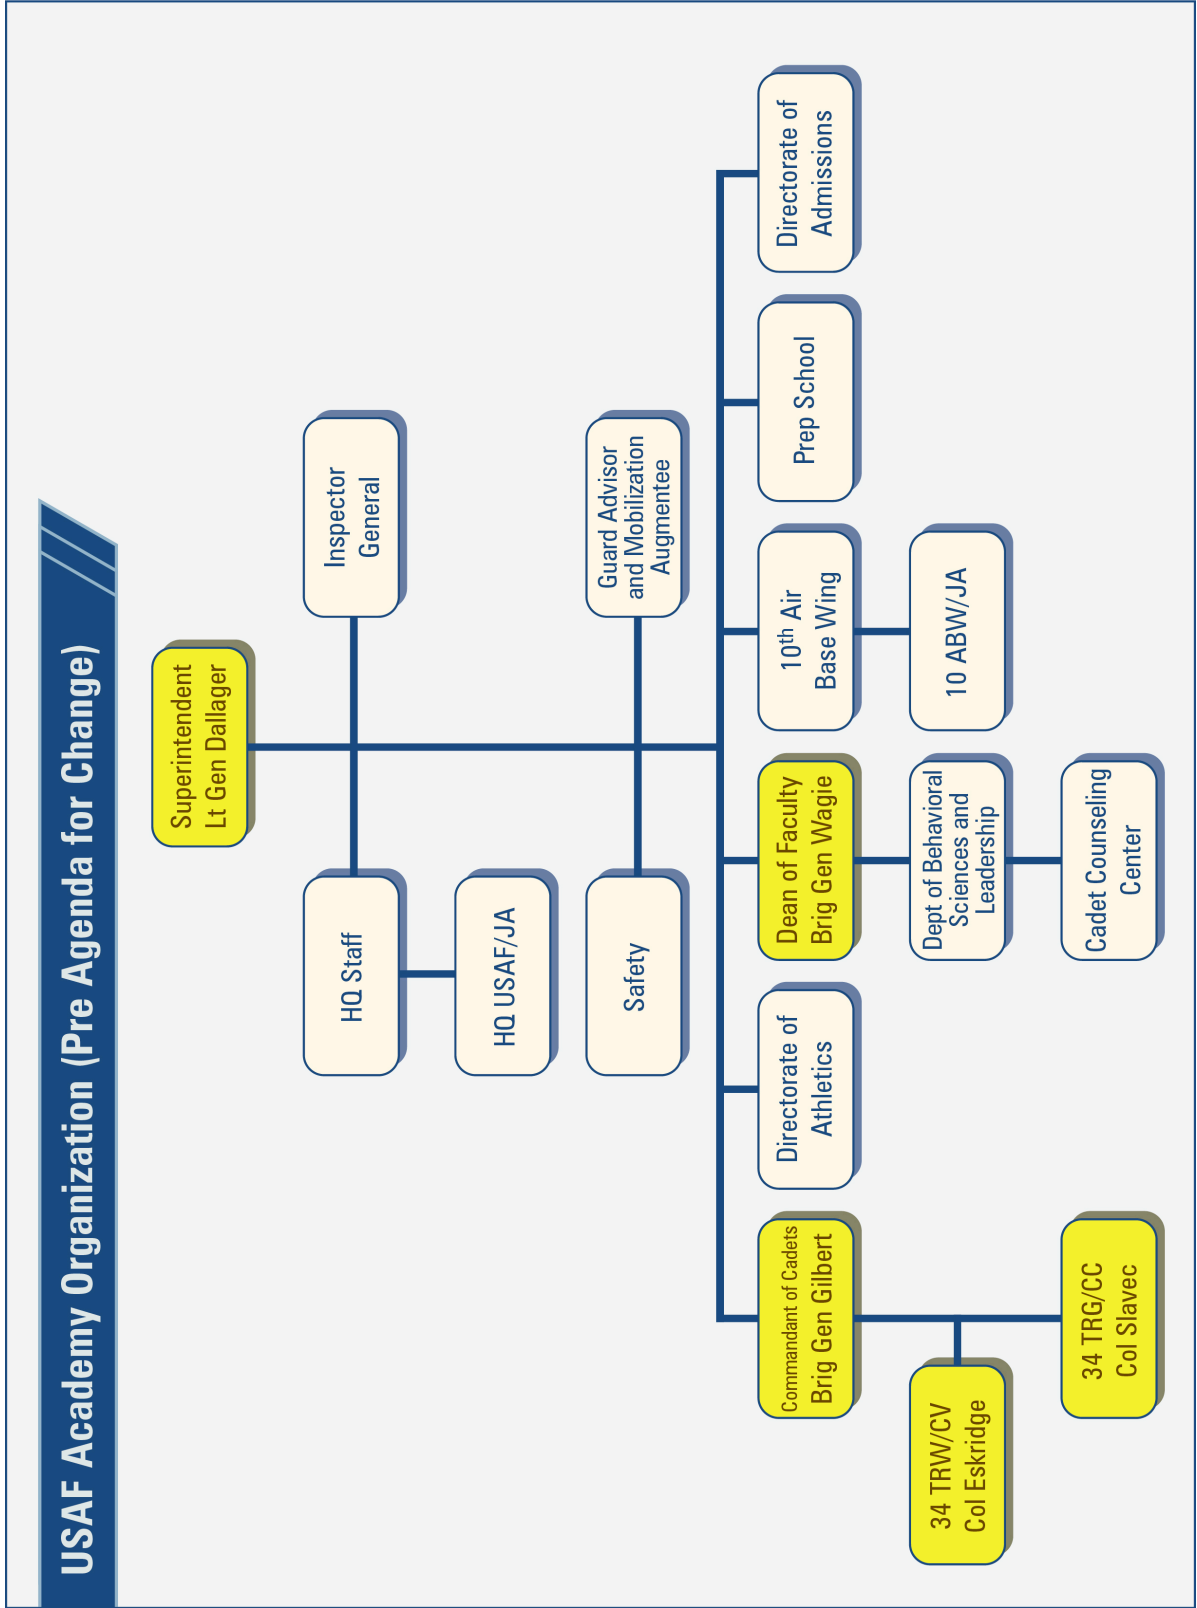 USAF Academy Organization (Pre Agenda for Change)
Superintendent
Lt Gen Dallager
HQ Staff
Inspector
General
HQ USAF/JA
Safety
Guard Advisor
and Mobilization
Augmentee
Commandant of Cadets
Brig Gen Gilbert
Directorate of
Athletics
Dean of Faculty
Brig Gen Wagie
10th Air
Base Wing
Prep School
Directorate of
Admissions
34 TRW/CV
Col Eskridge
Dept of Behavioral
Sciences and
Leadership
10 ABW/JA
34 TRG/CC
Col Slavec
Cadet Counseling
Center